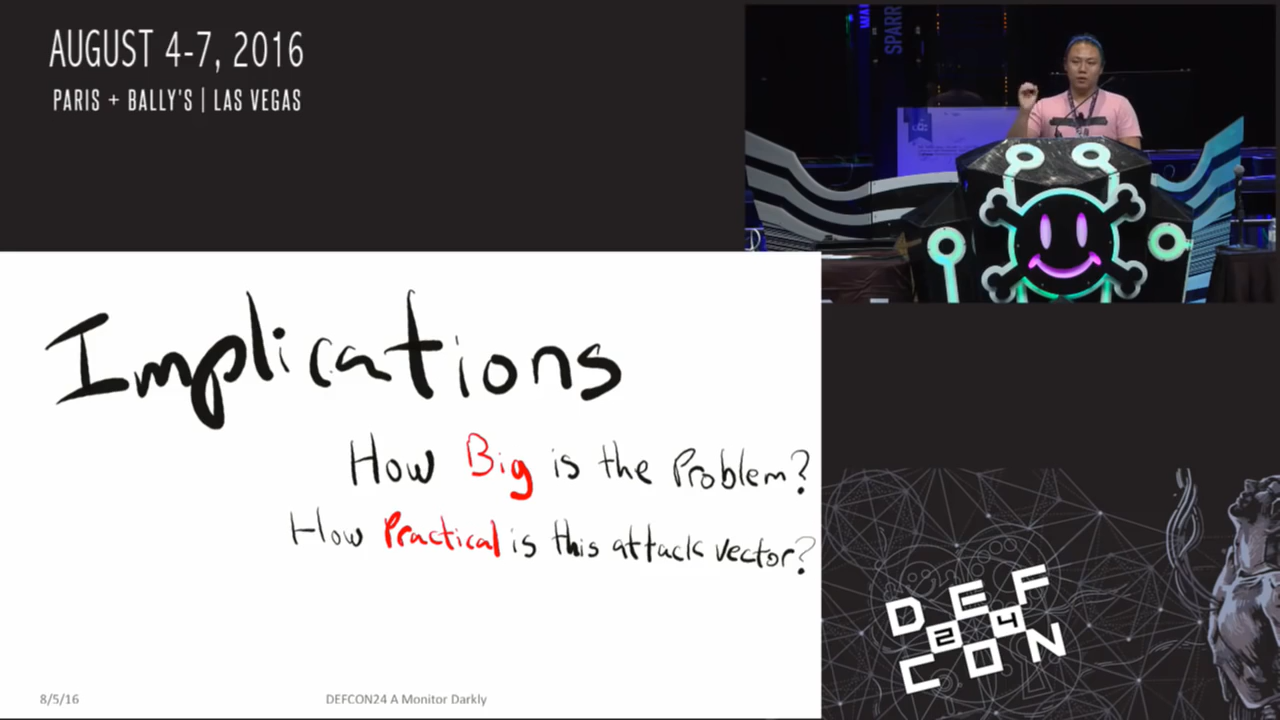 AUGUST 4-7, 2016
PARIS + BALLY'S | LAS VEGAS
SPARR
Implications
How Big is the Problem?
How Practical is this attack vector?
8/5/16
DEFCON24 A Monitor Darkly
DEF
24
CON